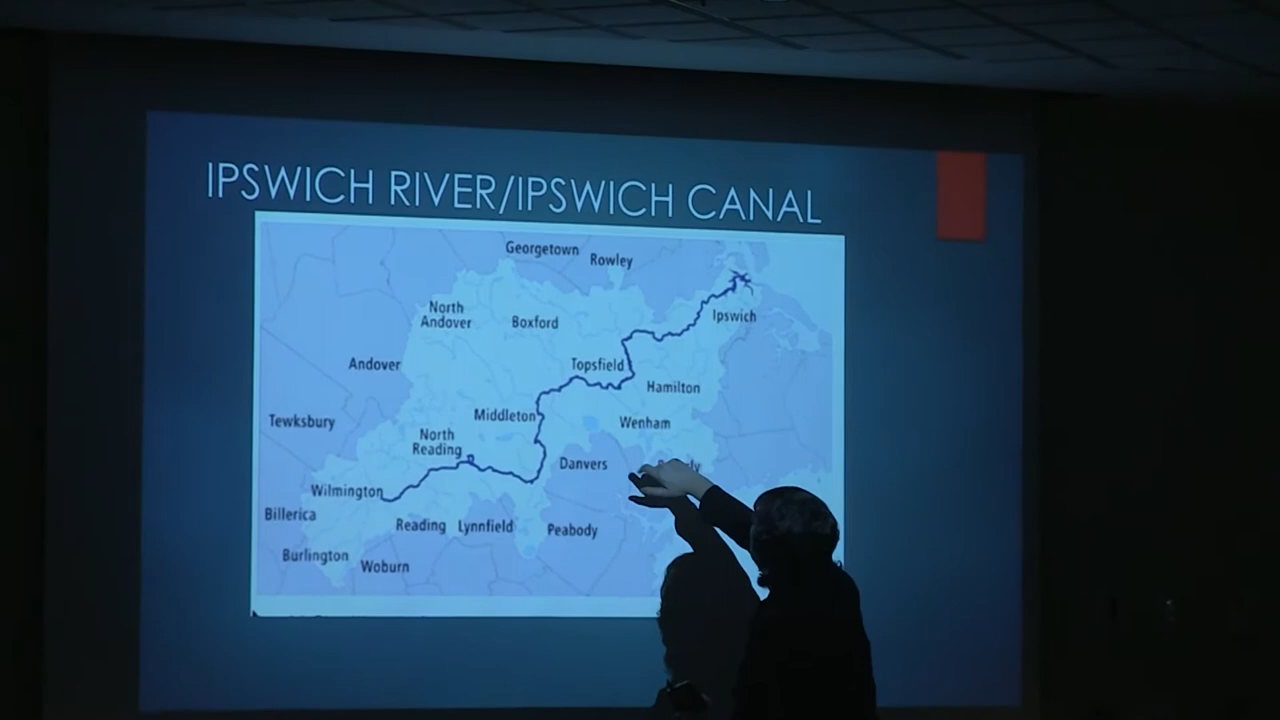 IPSWICH RIVER/IPSWICH CANAL
Georgetown
Rowley
North
Andover
Boxford
Ipswich
Andover
Topsfield
Hamilton
Tewksbury
Middleton
Wenham
North
Reading
Danvers
Wilmington
Billerica
Reading
Lynnfield
Peabody
Burlington
Woburn